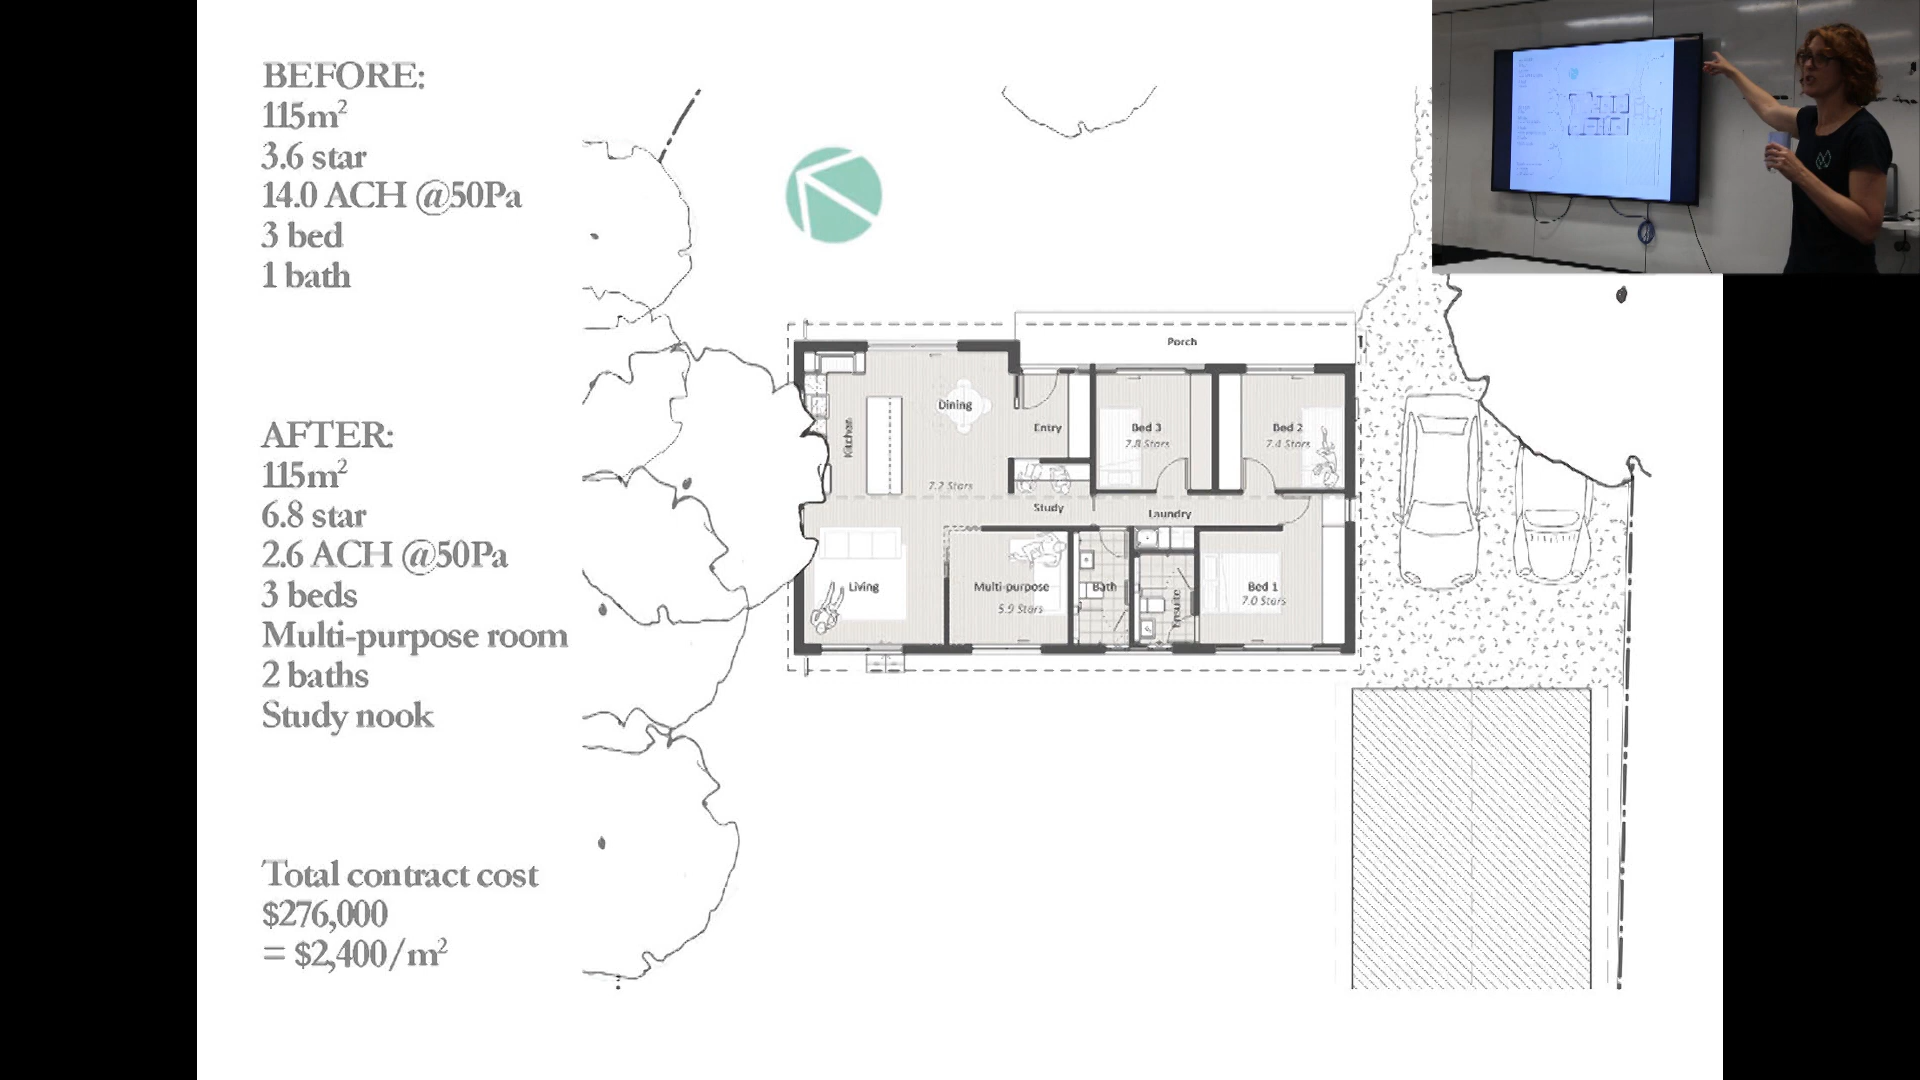 BEFORE:
115m²
3.6 star
14.0 ACH @50Pa
3 bed
1 bath
AFTER:
115m²
6.8 star
2.6 ACH @50Pa
3 beds
Multi-purpose room
2 baths
Study nook
Total contract cost
$276,000
= $2,400/m²
Porch
Dining
Kitchen
Entry
Bed 3
7.8 Stars
Bed 2
7.4 Stars
7.2 Stars
Study
Laundry
Living
Multi-purpose
5.9 Stars
Bath
Ensuite
Bed 1
7.0 Stars